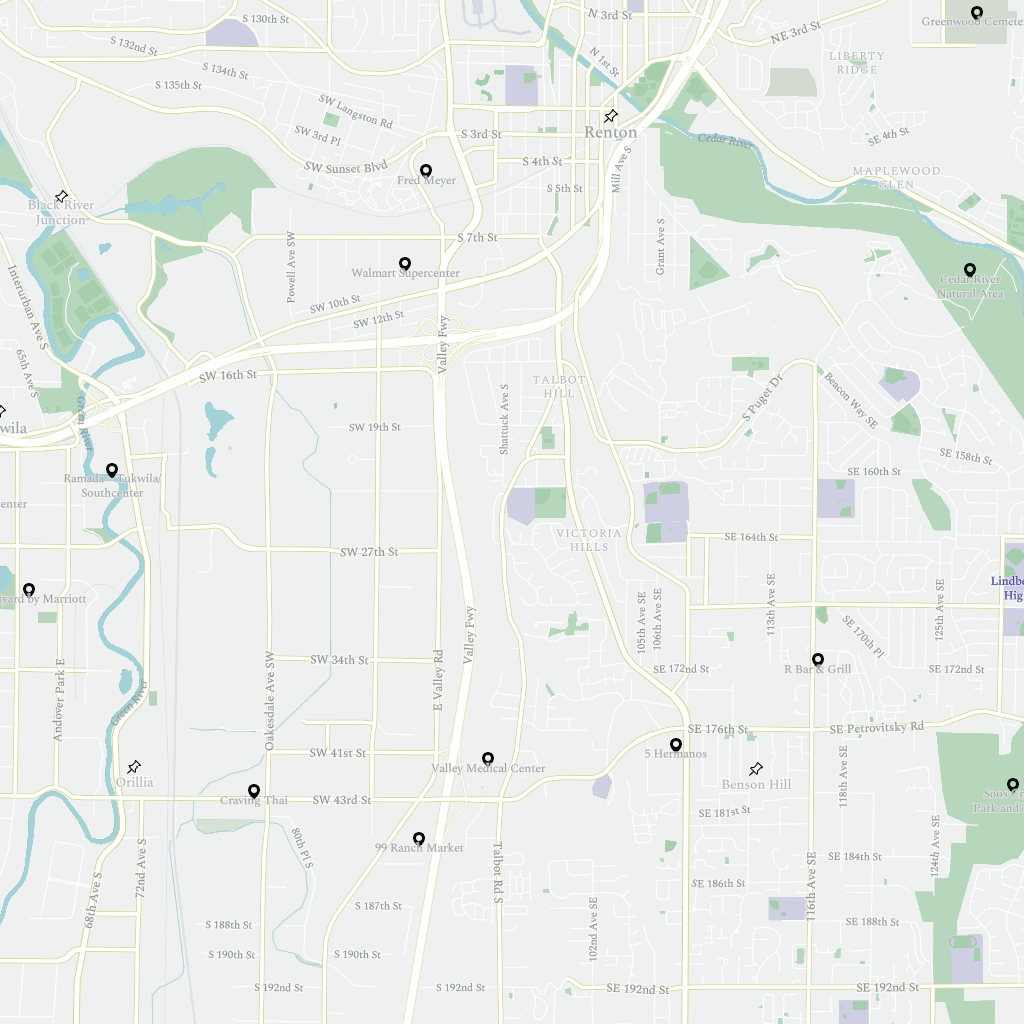 S 130th St
N 3rd St
NE 3rd St
Greenwood Cemete
S 132nd St
LIBERTY
RIDGE
N 1st St
S 134th St
S 135th St
SW Langston Rd
SW 3rd Pl
S 3rd St
Renton
SE 4th St
Cedar River
SW Sunset Blvd
S 4th St
Mill Ave S
Fred Meyer
MAPLEWOOD
GLEN
S 5th St
Black River
Junction
S 7th St
Grant Ave S
Powell Ave SW
Interurban Ave S
Walmart Supercenter
Cedar River
Natural Area
SW 10th St
SW 12th St
Valley Fwy
65th Ave S
SW 16th St
TALBOT
HILL
S Puget Dr
Beacon Way SE
Shattuck Ave S
Green River
wila
SW 19th St
SE 158th St
Ramada - Tukwila/
Southcenter
SE 160th St
enter
VICTORIA
HILLS
SE 164th St
SW 27th St
Lindbe
Hig
yard by Marriott
105th Ave SE
106th Ave SE
113th Ave SE
125th Ave SE
Valley Fwy
SE 170th Pl
SW 34th St
SE 172nd St
R Bar & Grill
SE 172nd St
Andover Park E
Oakesdale Ave SW
E Valley Rd
Green River
SE 176th St
SE Petrovitsky Rd
SW 41st St
5 Hermanos
Valley Medical Center
Orillia
Benson Hill
118th Ave SE
Craving Thai
SW 43rd St
SE 181st St
Soos Cr
Park and T
80th Pl S
99 Ranch Market
124th Ave SE
72nd Ave S
68th Ave S
Talbot Rd S
SE 184th St
116th Ave SE
SE 186th St
S 187th St
102nd Ave SE
S 188th St
SE 188th St
S 190th St
S 190th St
S 192nd St
S 192nd St
SE 192nd St
SE 192nd St